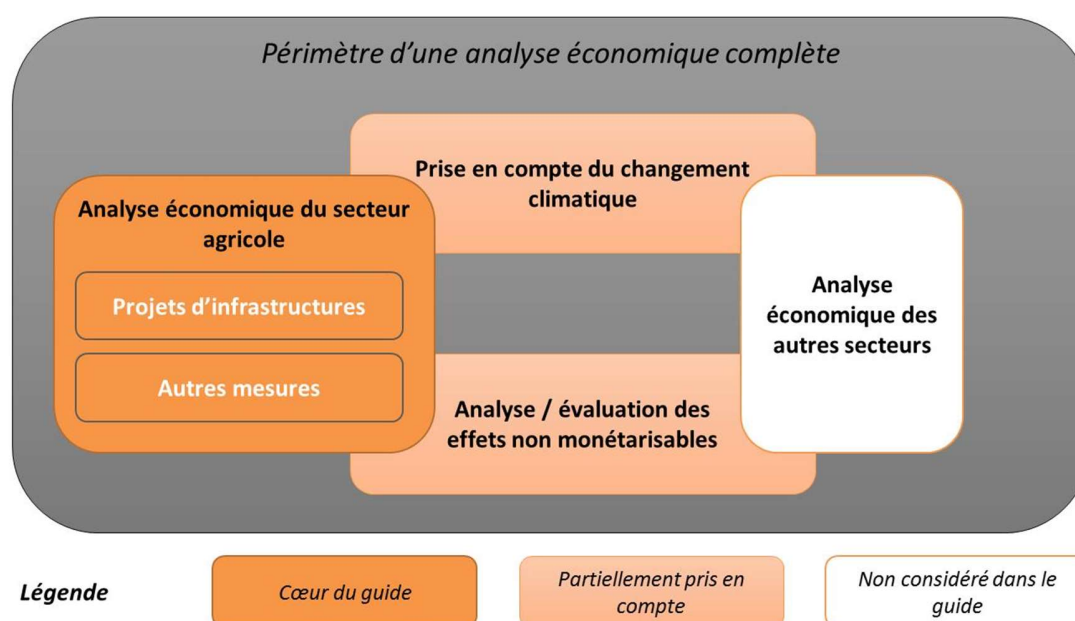 Périmètre d'une analyse économique complète
Prise en compte du changement
climatique
Analyse économique du secteur
agricole
Projets d'infrastructures
Autres mesures
Analyse
économique des
autres secteurs
Analyse / évaluation des
effets non monétarisables
Légende
Cœur du guide
Partiellement pris en
compte
Non considéré dans le
guide